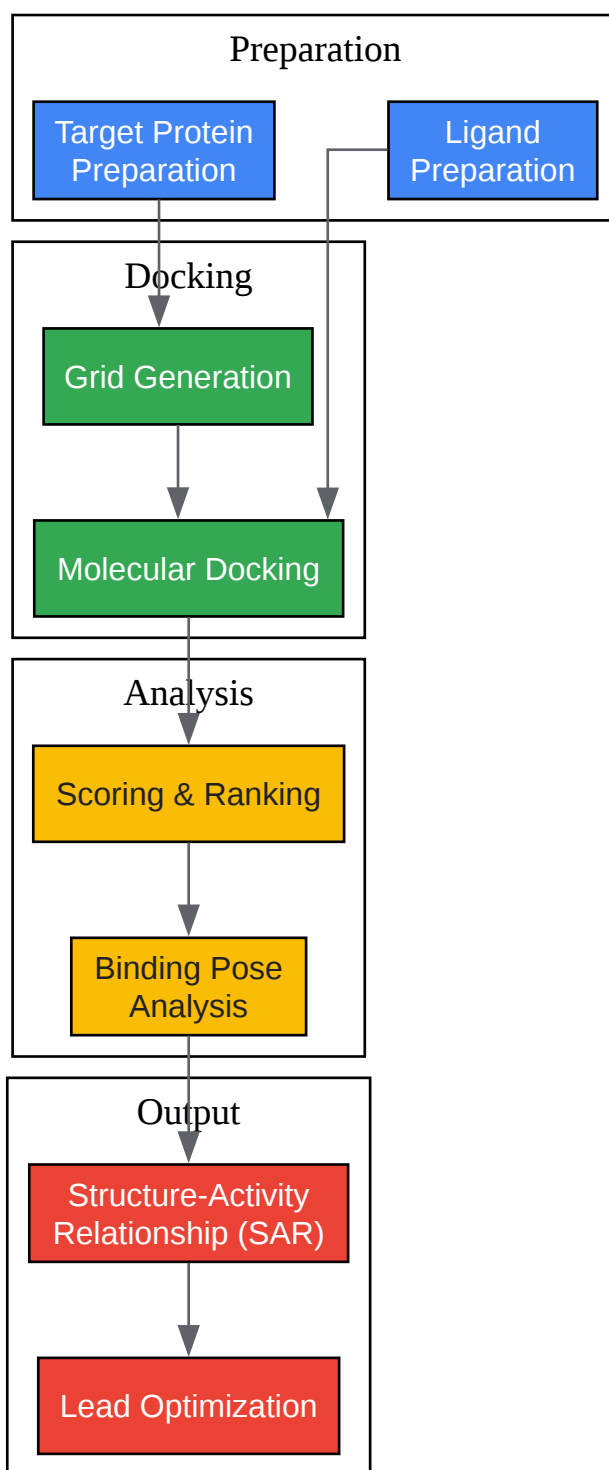 Preparation
Target Protein
Preparation
Ligand
Preparation
Docking
Grid Generation
Molecular Docking
Analysis
Scoring & Ranking
Binding Pose
Analysis
Output
Structure-Activity
Relationship (SAR)
Lead Optimization